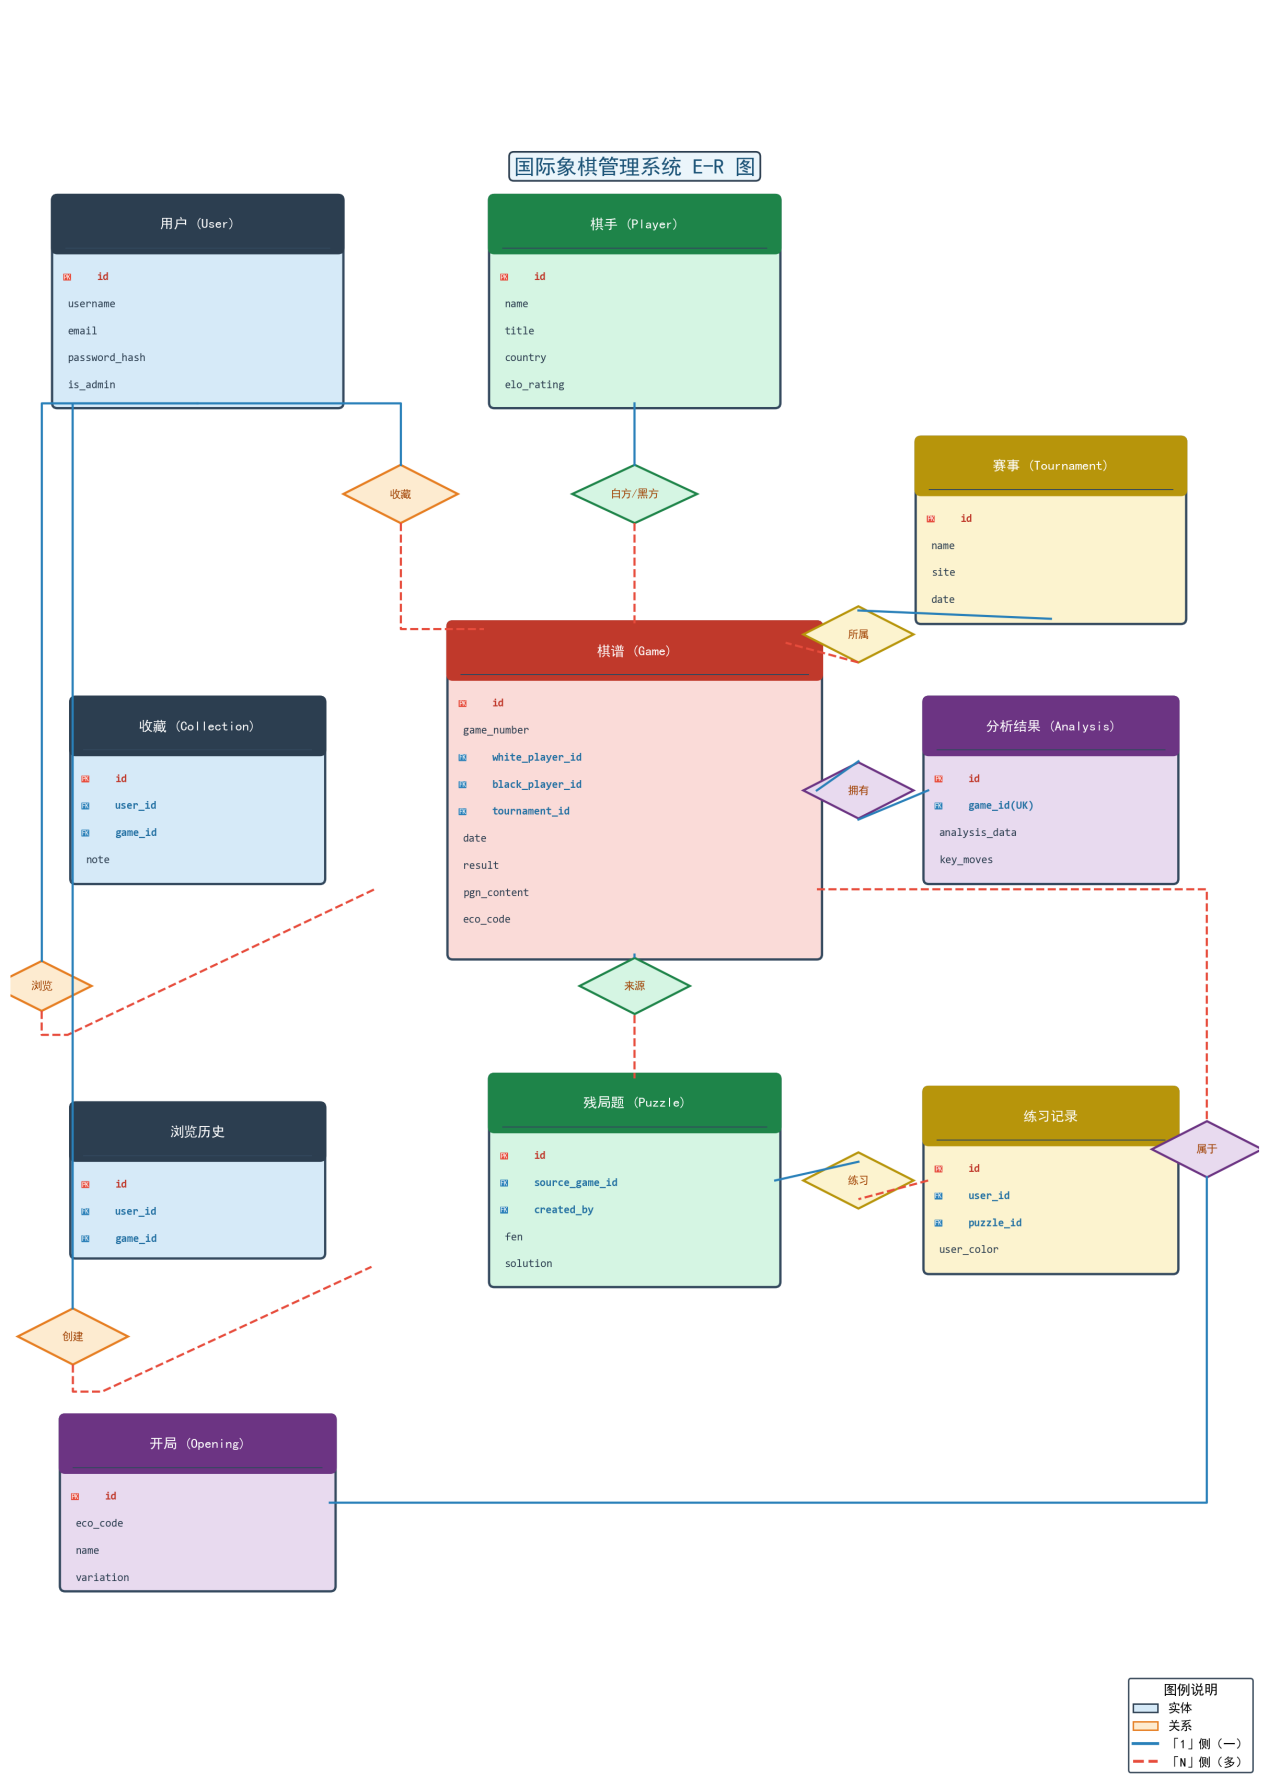 国际象棋管理系统 E-R 图
用户 (User)
id
username
email
password_hash
is_admin
棋手 (Player)
id
name
title
country
elo_rating
赛事 (Tournament)
id
name
site
date
收藏
白方/黑方
所属
棋谱 (Game)
id
game_number
white_player_id
black_player_id
tournament_id
date
result
pgn_content
eco_code
收藏 (Collection)
id
user_id
game_id
note
拥有
分析结果 (Analysis)
id
game_id(UK)
analysis_data
key_moves
浏览
来源
浏览历史
id
user_id
game_id
残局题 (Puzzle)
id
source_game_id
created_by
fen
solution
练习
练习记录
id
user_id
puzzle_id
user_color
属于
创建
开局 (Opening)
id
eco_code
name
variation
图例说明
实体
关系
「1」侧（一）
「N」侧（多）